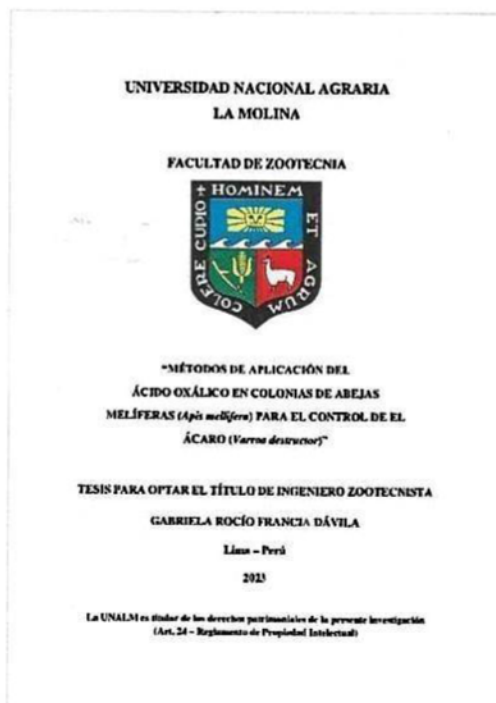 UNIVERSIDAD NACIONAL AGRARIA
LA MOLINA
FACULTAD DE ZOOTECNIA
COLERE CUPIO + HOMINEM ET AGRUM
“MÉTODOS DE APLICACIÓN DEL
ÁCIDO OXÁLICO EN COLONIAS DE ABEJAS
MELÍFERAS (Apis mellifera) PARA EL CONTROL DE EL
ÁCARO (Varroa destructor)”
TESIS PARA OPTAR EL TÍTULO DE INGENIERO ZOOTECNISTA
GABRIELA ROCÍO FRANCIA DÁVILA
Lima – Perú
2023
La UNALM es titular de los derechos patrimoniales de la presente investigación
(Art. 24 – Reglamento de Propiedad Intelectual)